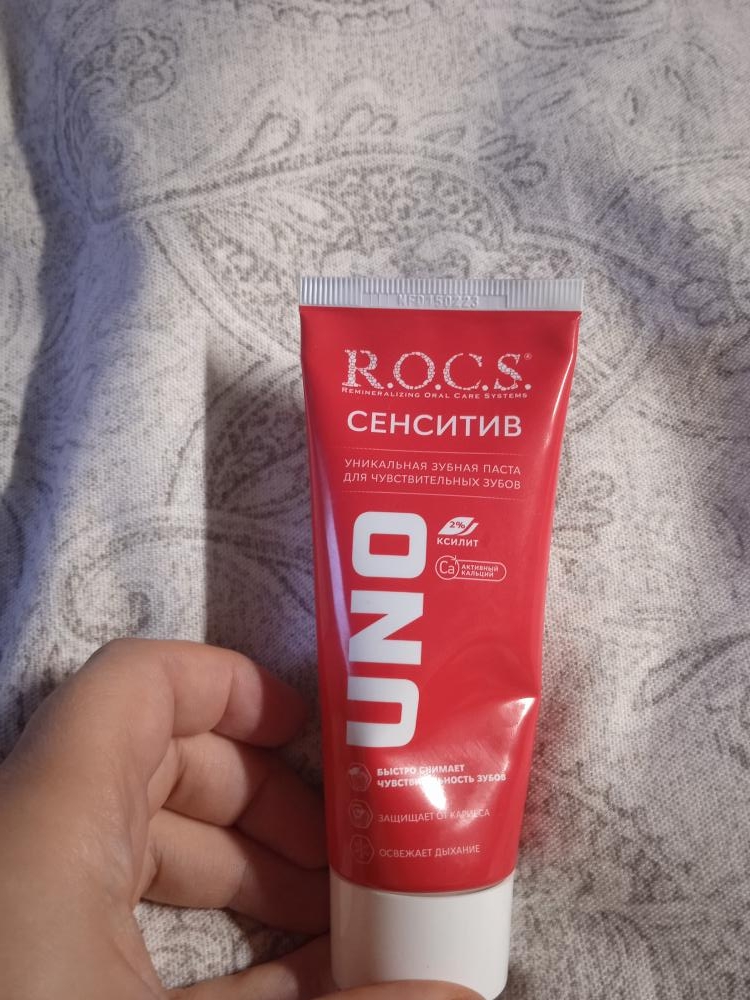 MFD150223
R.O.C.S.®
REMINERALIZING ORAL CARE SYSTEMS
СЕНСИТИВ
УНИКАЛЬНАЯ ЗУБНАЯ ПАСТА
ДЛЯ ЧУВСТВИТЕЛЬНЫХ ЗУБОВ
UNO
2%
КСИЛИТ
Ca
АКТИВНЫЙ
КАЛЬЦИЙ
БЫСТРО СНИМАЕТ
ЧУВСТВИТЕЛЬНОСТЬ ЗУБОВ
ЗАЩИЩАЕТ ОТ КАРИЕСА
ОСВЕЖАЕТ ДЫХАНИЕ